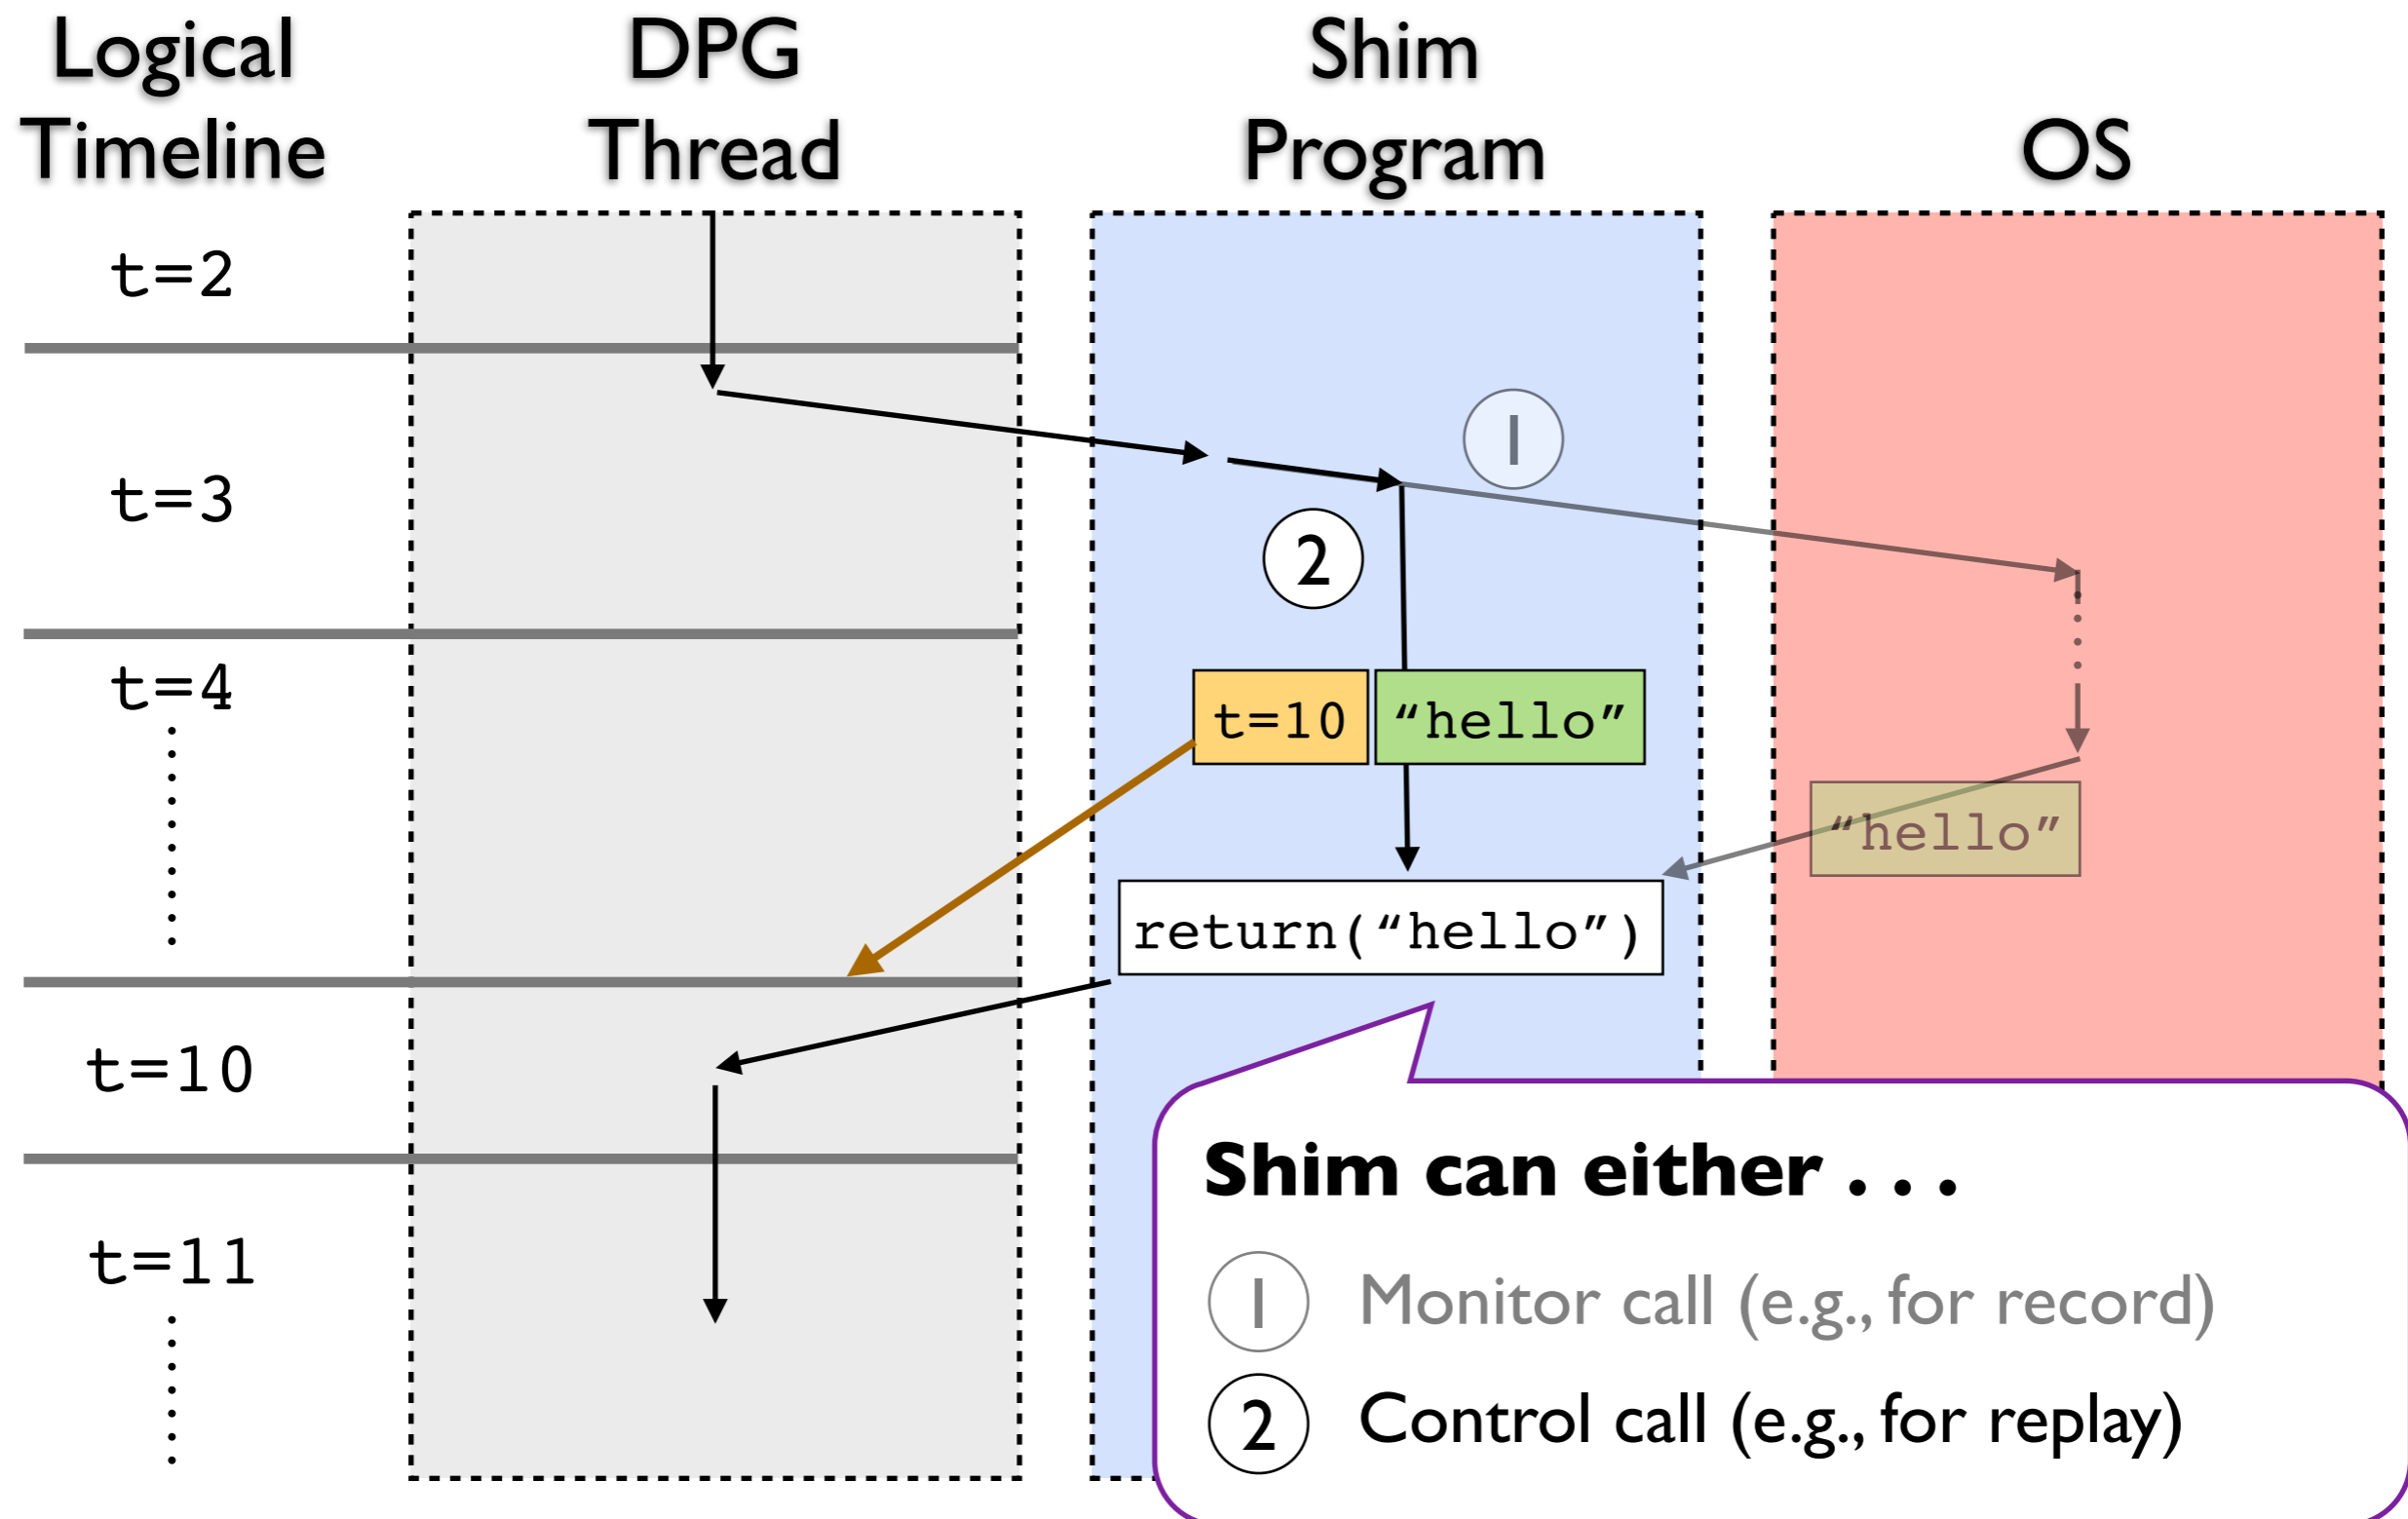 Logical
Timeline
DPG
Thread
Shim
Program
OS
t=2
t=3
1
2
t=4
t=10
“hello”
“hello”
return(“hello”)
t=10
t=11
Shim can either . . .
1 Monitor call (e.g., for record)
2 Control call (e.g., for replay)